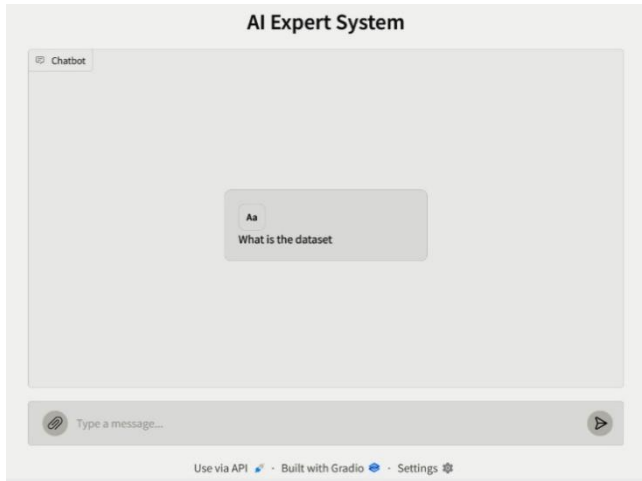 AI Expert System
Chatbot
Aa
What is the dataset
Type a message...
Use via API · Built with Gradio · Settings